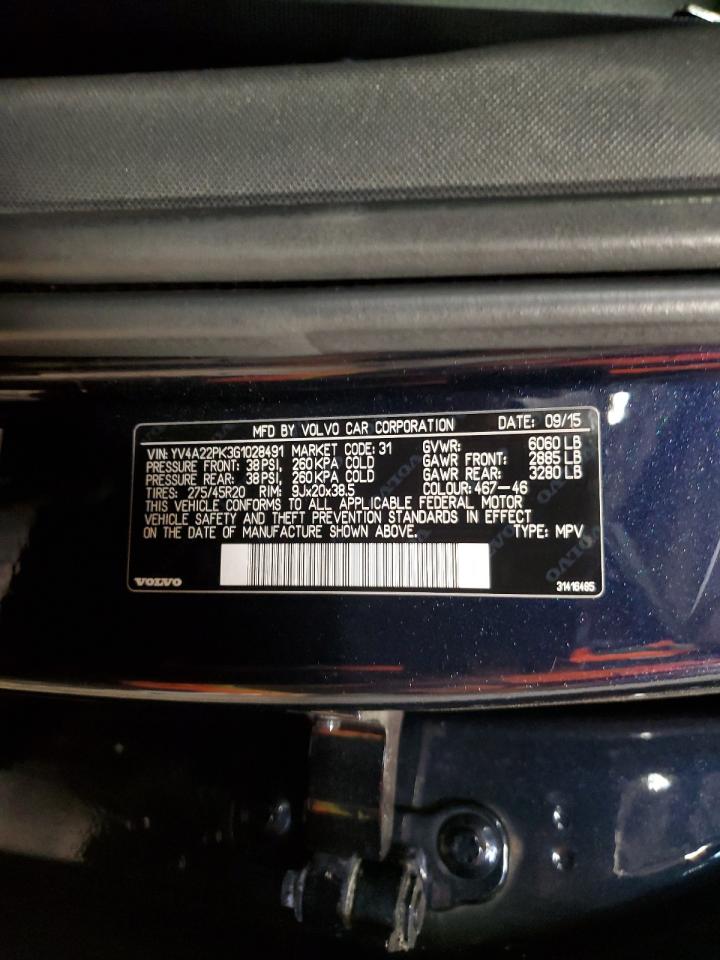 MFD BY VOLVO CAR CORPORATION DATE: 09/15
VIN: YV4A22PK3G1028491 MARKET CODE: 31 GVWR: 6060 LB
PRESSURE FRONT: 38 PSI, 260 KPA COLD GAWR FRONT: 2885 LB
PRESSURE REAR: 38 PSI, 260 KPA COLD GAWR REAR: 3280 LB
TIRES: 275/45R20 RIM: 9Jx20x38.5 COLOUR: 467-46
THIS VEHICLE CONFORMS TO ALL APPLICABLE FEDERAL MOTOR
VEHICLE SAFETY AND THEFT PREVENTION STANDARDS IN EFFECT
ON THE DATE OF MANUFACTURE SHOWN ABOVE. TYPE: MPV
VOLVO 31416485